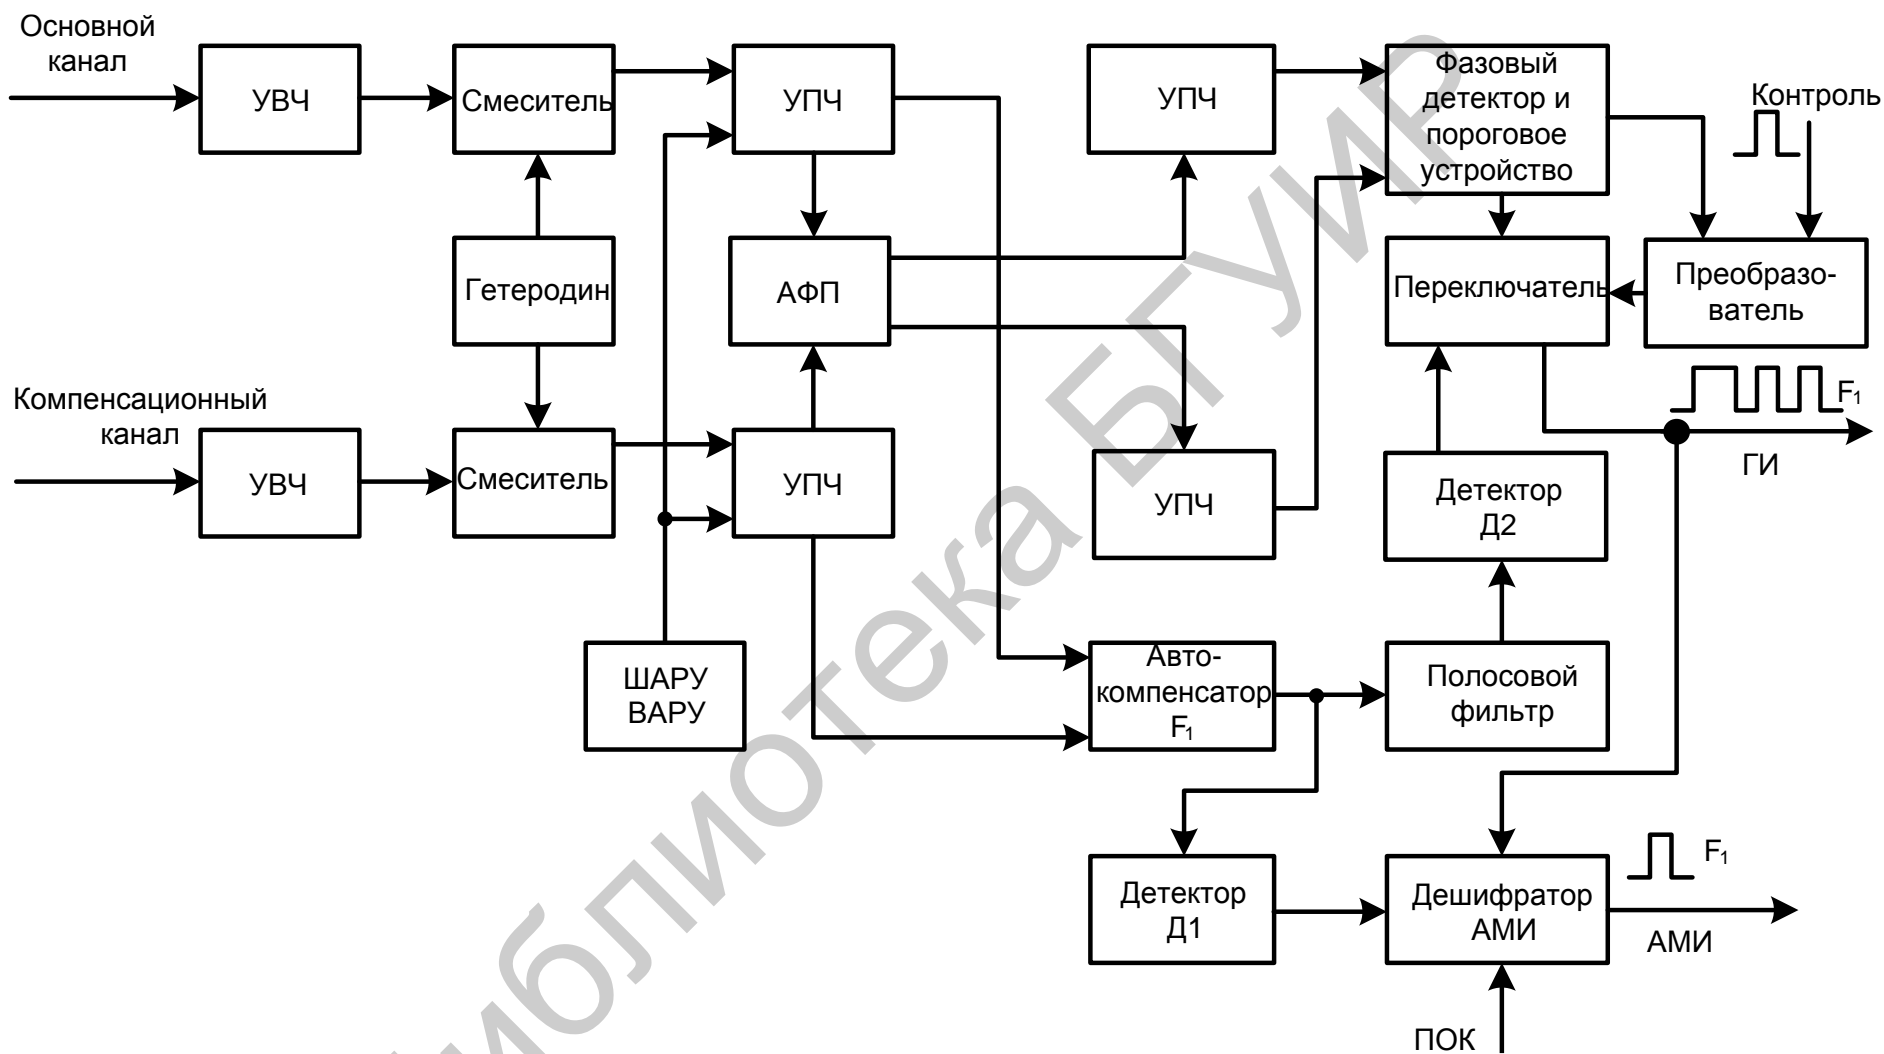 Основной
канал
УВЧ
Смеситель
УПЧ
УПЧ
Фазовый
детектор и
пороговое
устройство
Контроль
Гетеродин
АФП
Переключатель
Преобразо-
ватель
Компенсационный
канал
УВЧ
Смеситель
УПЧ
УПЧ
Детектор
Д2
F₁
ГИ
ШАРУ
ВАРУ
Авто-
компенсатор
F₁
Полосовой
фильтр
Детектор
Д1
Дешифратор
АМИ
F₁
АМИ
ПОК
иблиотека БГУИР